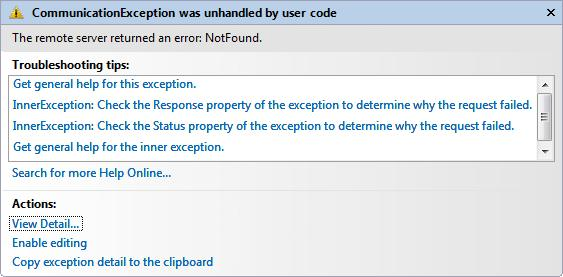 CommunicationException was unhandled by user code
The remote server returned an error: NotFound.
Troubleshooting tips:
Get general help for this exception.
InnerException: Check the Response property of the exception to determine why the request failed.
InnerException: Check the Status property of the exception to determine why the request failed.
Get general help for the inner exception.
Search for more Help Online...
Actions:
View Detail...
Enable editing
Copy exception detail to the clipboard